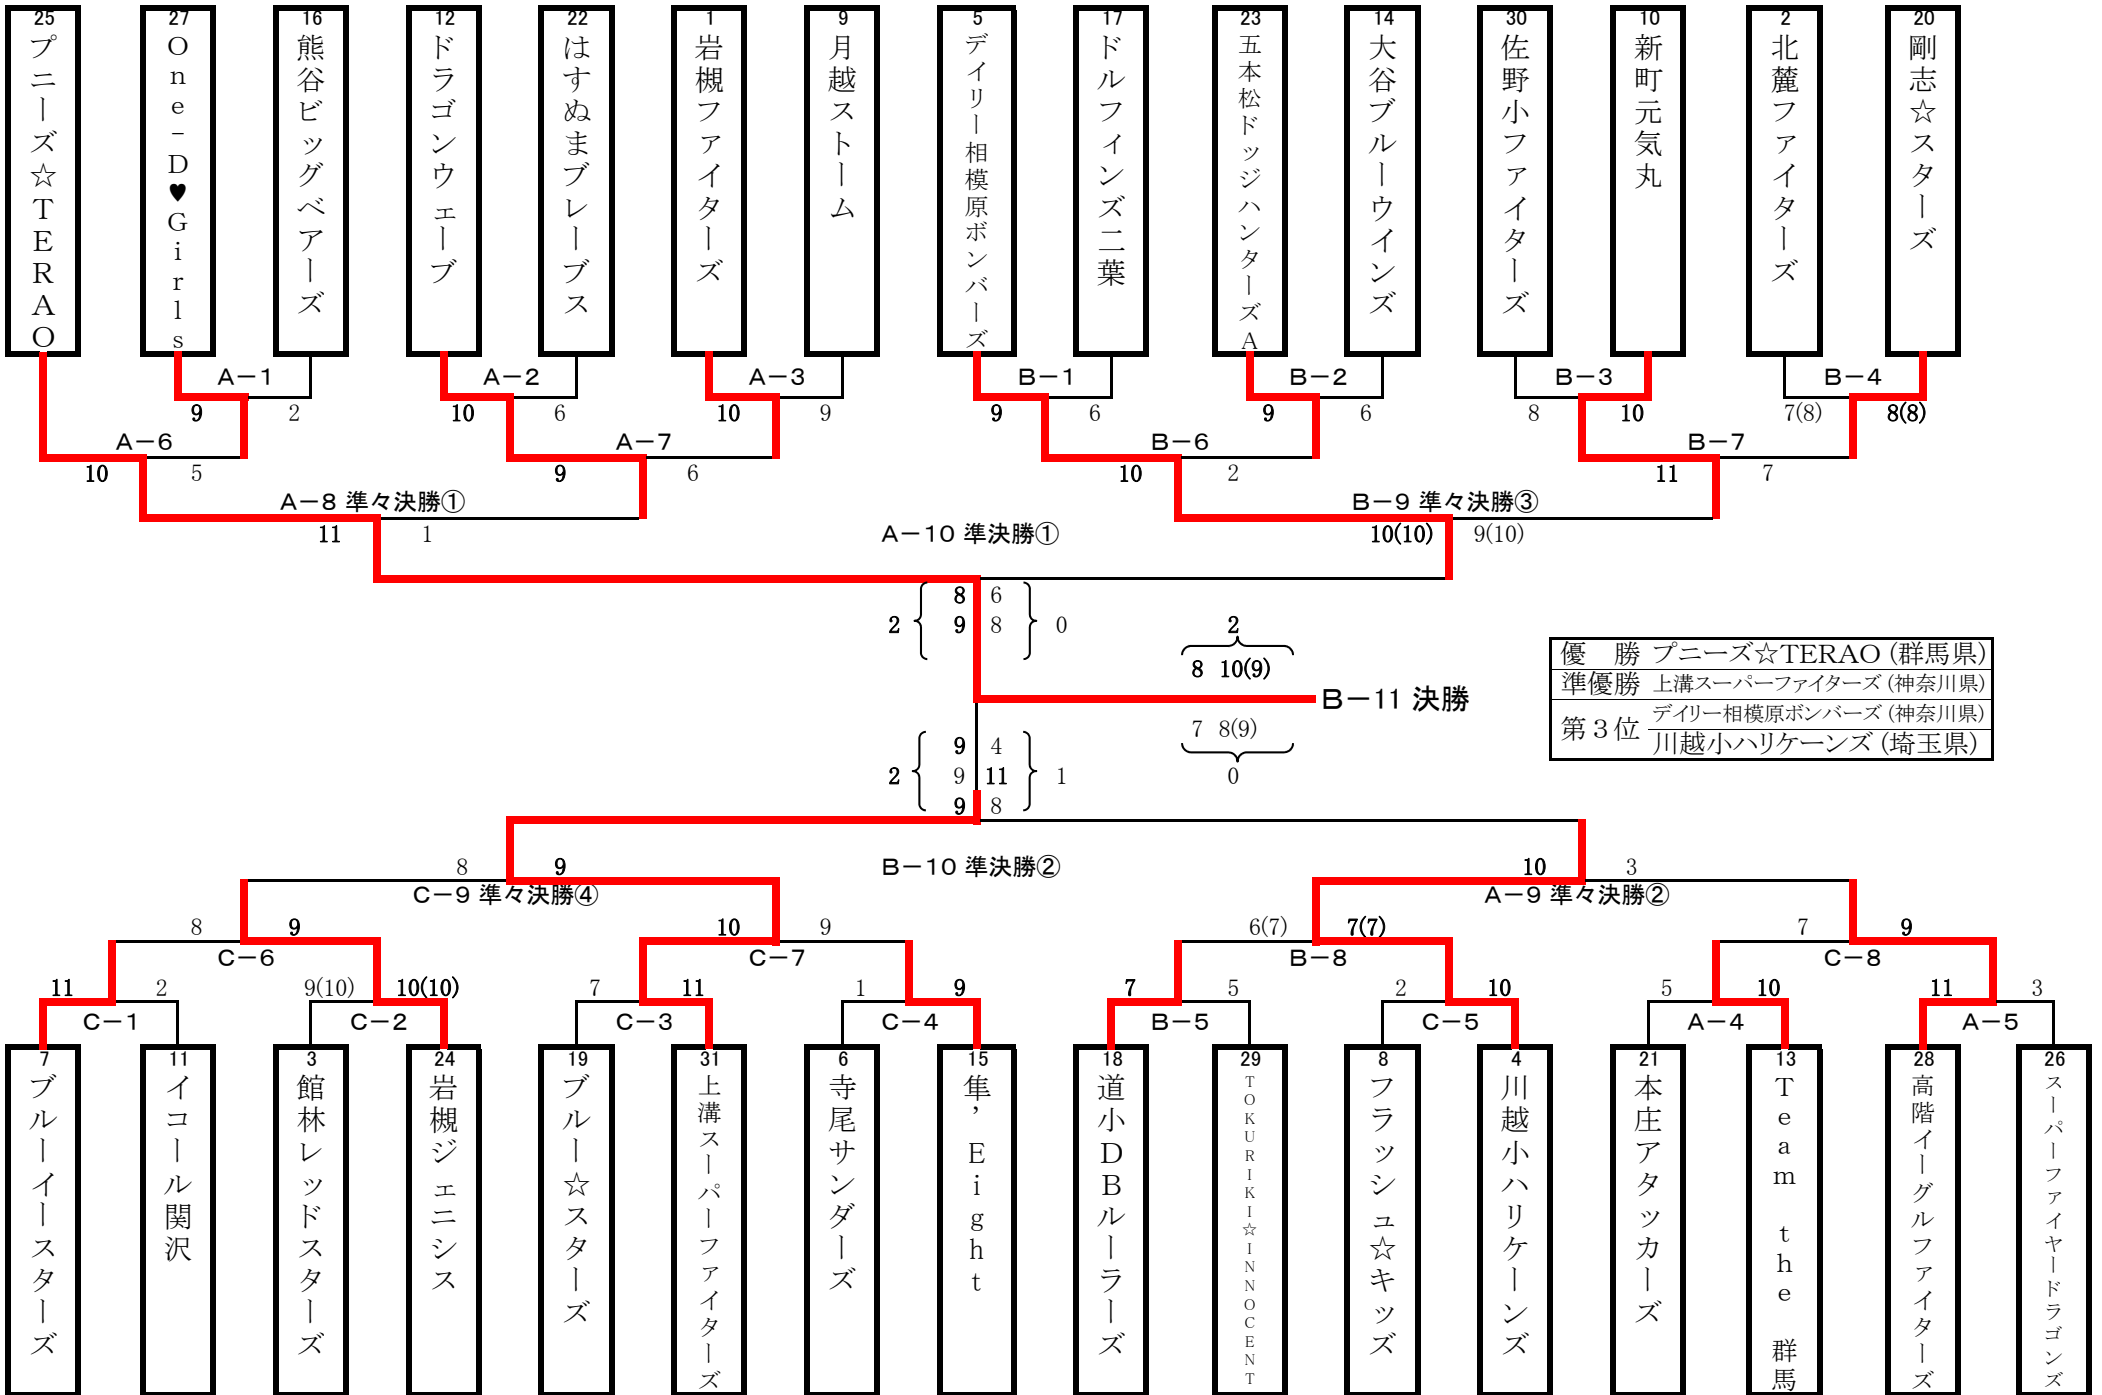 25
プニーズ☆TERAO
27
One-D♥Girls
16
熊谷ビッグベアーズ
12
ドラゴンウェーブ
22
はすぬまブレーブス
1
岩槻ファイターズ
9
月越ストーム
5
デイリー相模原ボンバーズ
17
ドルフィンズ二葉
23
五本松ドッジハンターズA
14
大谷ブルーウインズ
30
佐野小ファイターズ
10
新町元気丸
2
北麓ファイターズ
20
剛志☆スターズ
A-1
A-2
A-3
B-1
B-2
B-3
B-4
9 2
10 6
10 9
9 6
9 6
8 10
7(8) 8(8)
A-6
A-7
B-6
B-7
10 5
9 6
10 2
11 7
A-8 準々決勝①
B-9 準々決勝③
11 1
A-10 準決勝①
10(10) 9(10)
8 6
2 9 8 0
2
8 10(9)
B-11 決勝
7 8(9)
0
優 勝 プニーズ☆TERAO (群馬県)
準優勝 上溝スーパーファイターズ (神奈川県)
第3位 デイリー相模原ボンバーズ (神奈川県)
川越小ハリケーンズ (埼玉県)
9 4
2 9 11 1
9 8
B-10 準決勝②
8 9
C-9 準々決勝④
10 3
A-9 準々決勝②
8 9
C-6
10 9
C-7
6(7) 7(7)
B-8
7 9
C-8
11 2
C-1
9(10) 10(10)
C-2
7 11
C-3
1 9
C-4
7 5
B-5
2 10
C-5
5 10
A-4
11 3
A-5
7
ブルーイースターズ
11
イコール関沢
3
館林レッドスターズ
24
岩槻ジェニシス
19
ブルー☆スターズ
31
上溝スーパーファイターズ
6
寺尾サンダーズ
15
隼’Eight
18
道小DBルーラーズ
29
TOKURIKI☆INNOCENT
8
フラッシュ☆キッズ
4
川越小ハリケーンズ
21
本庄アタッカーズ
13
Team the 群馬
28
高階イーグルファイターズ
26
スーパーファイヤードラゴンズ